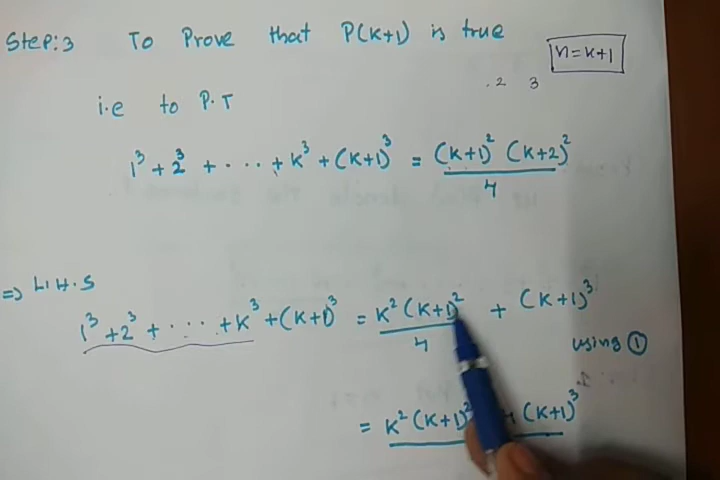 Step:3 To Prove that P(K+1) is true
n=K+1
.2 3
i.e to P.T
1³ + 2³ + ... + K³ + (K+1)³ = (K+1)² (K+2)² / 4
=> L.H.S
1³ + 2³ + ... + K³ + (K+1)³ = K² (K+1)² / 4 + (K+1)³
using ①
= K² (K+1)² (K+1)³